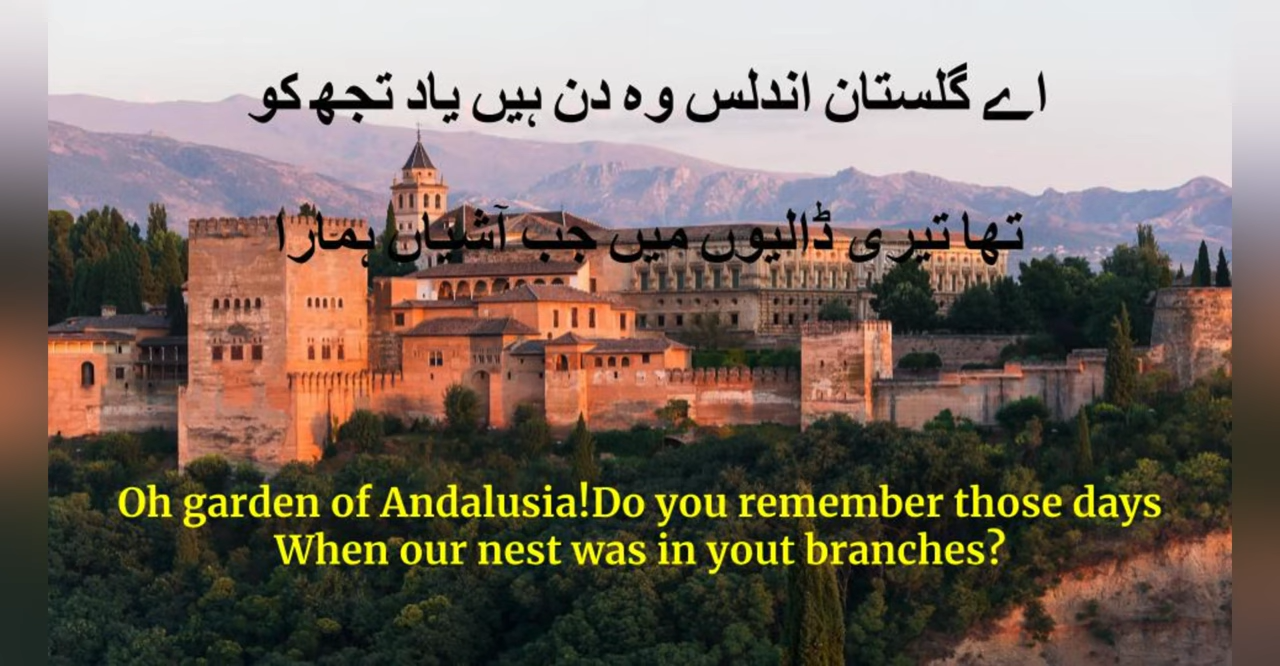 اے گلستان اندلس وہ دن ہیں یاد تجھ کو
تھا تیری ڈالیوں میں جب آشیاں ہمارا
Oh garden of Andalusia!Do you remember those days
When our nest was in yout branches?